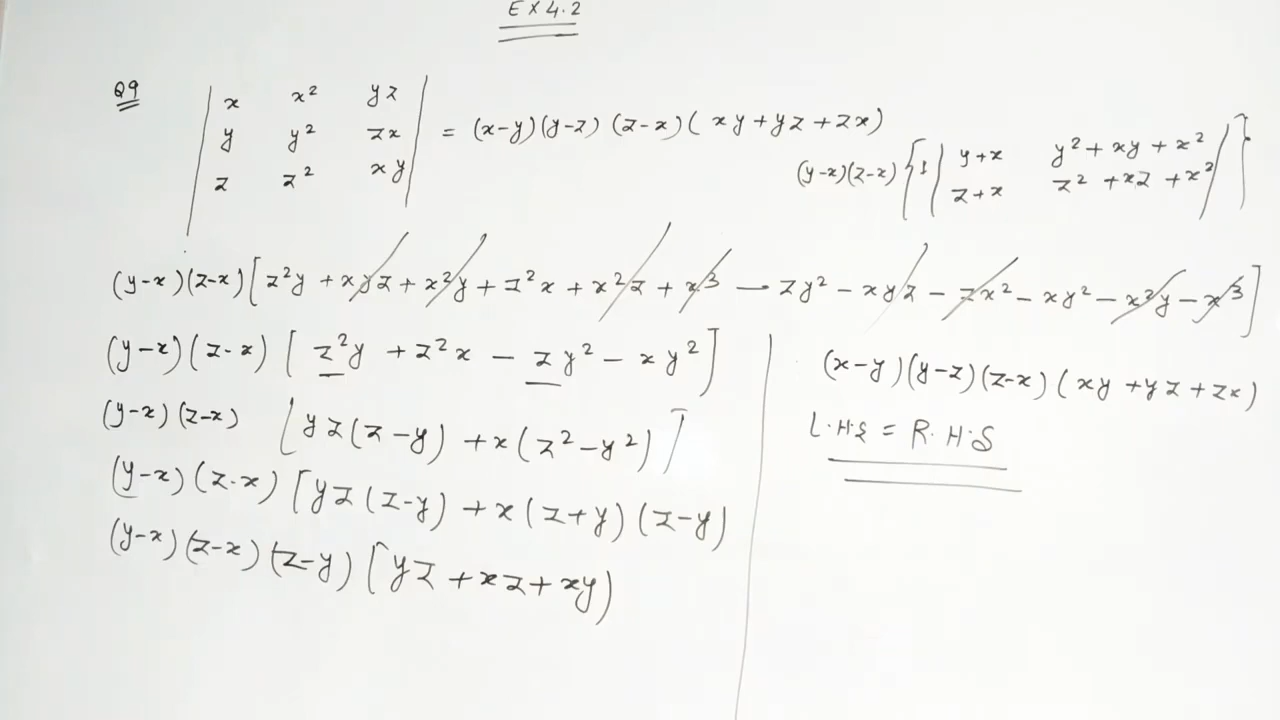 Ex 4.2
Q9
| x x² yz |
| y y² zx | = (x-y)(y-z)(z-x)(xy+yz+zx)
| z z² xy |
(y-x)(z-x) { 1 | y+x y²+xy+x² |
| z+x z²+xz+x² | }
(y-x)(z-x)[z²y + xyz + x²y + z²x + x²z + x³ - zy² - xyz - zx² - xy² - x²y - x³]
(y-x)(z-x)[z²y + z²x - zy² - xy²]
(y-x)(z-x) [yz(z-y) + x(z²-y²)]
(y-x)(z-x)[yz(z-y) + x(z+y)(z-y)
(y-x)(z-x)(z-y)[yz + xz + xy)
(x-y)(y-z)(z-x)(xy+yz+zx)
L.H.S = R.H.S